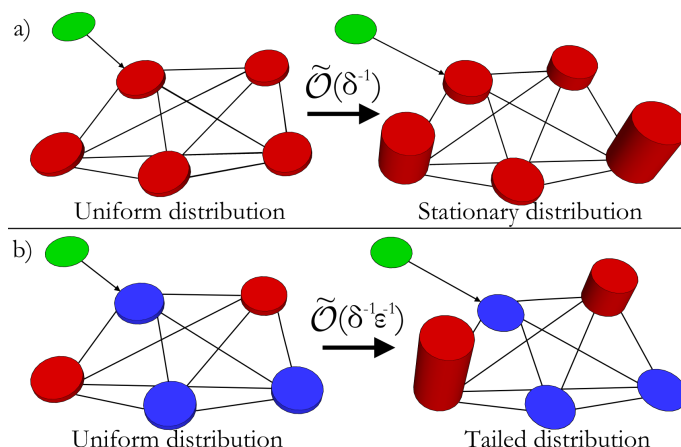 a)
Õ(δ⁻¹)
Uniform distribution
Stationary distribution
b)
Õ(δ⁻¹ε⁻¹)
Uniform distribution
Tailed distribution